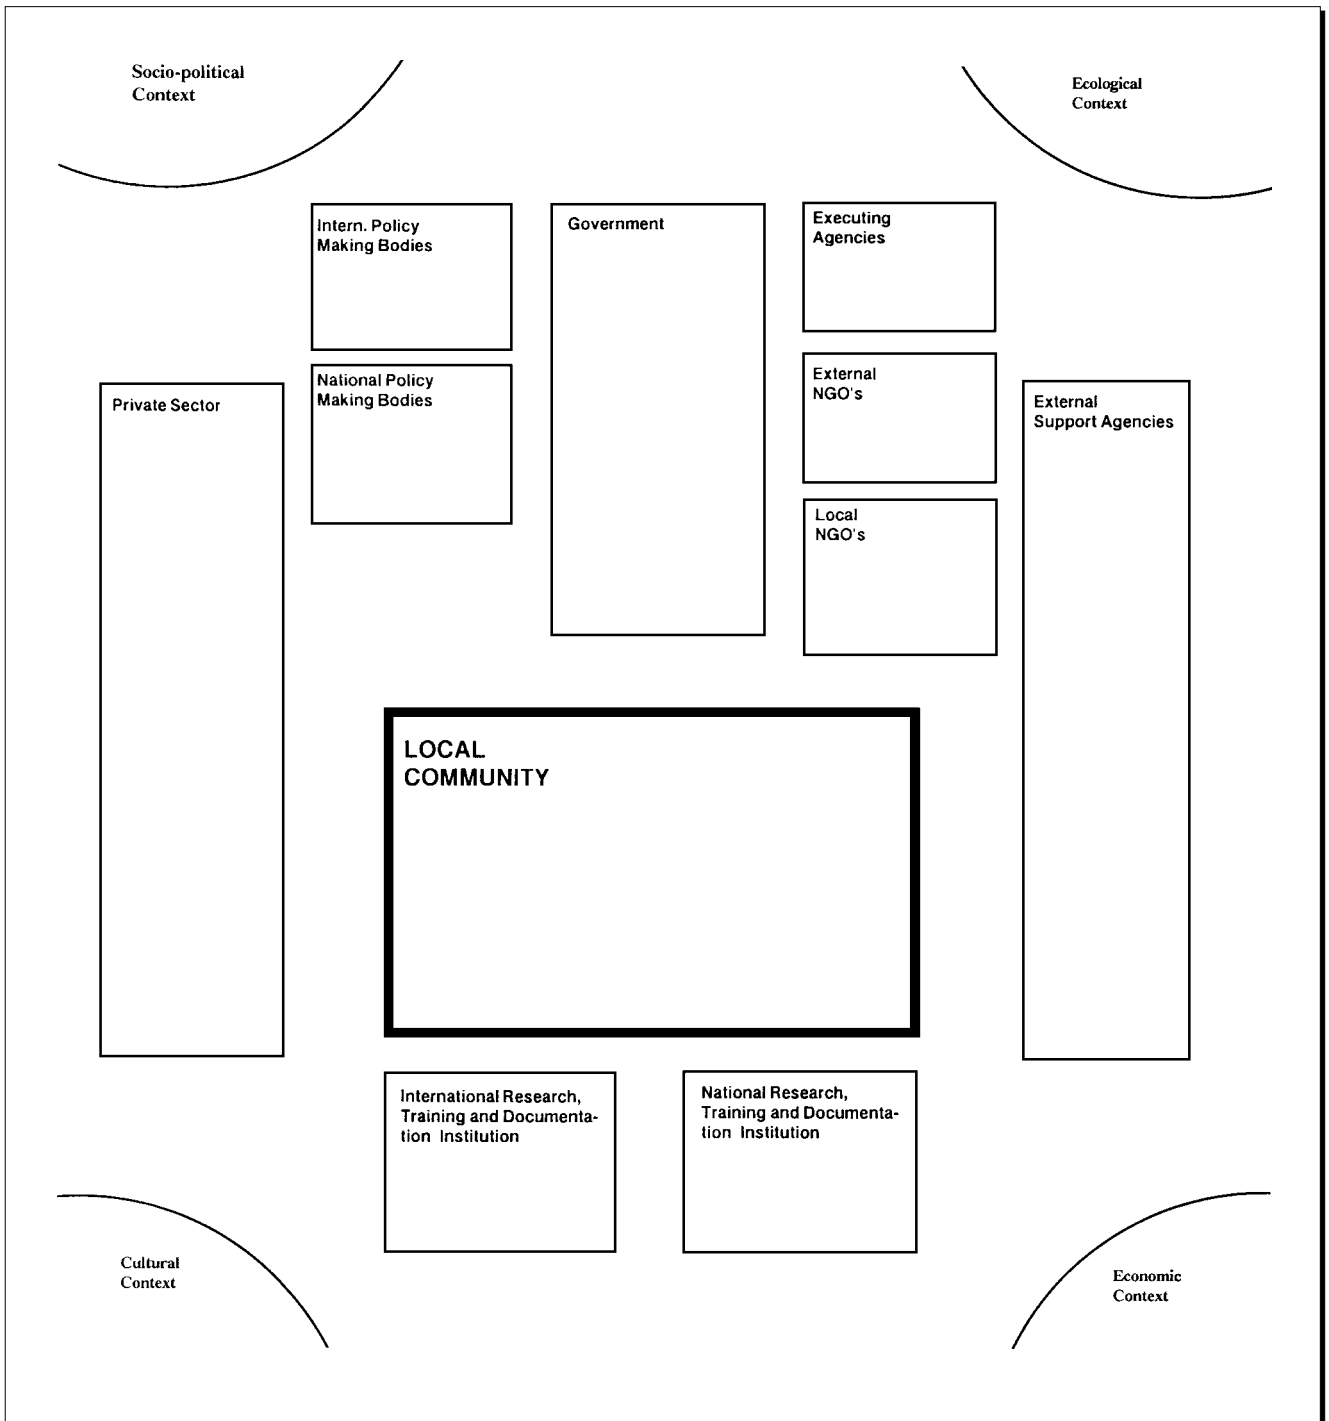 Socio-political
Context
Ecological
Context
Intern. Policy
Making Bodies
Government
Executing
Agencies
National Policy
Making Bodies
External
NGO's
Private Sector
External
Support Agencies
Local
NGO's
LOCAL
COMMUNITY
International Research,
Training and Documenta-
tion Institution
National Research,
Training and Documenta-
tion Institution
Cultural
Context
Economic
Context